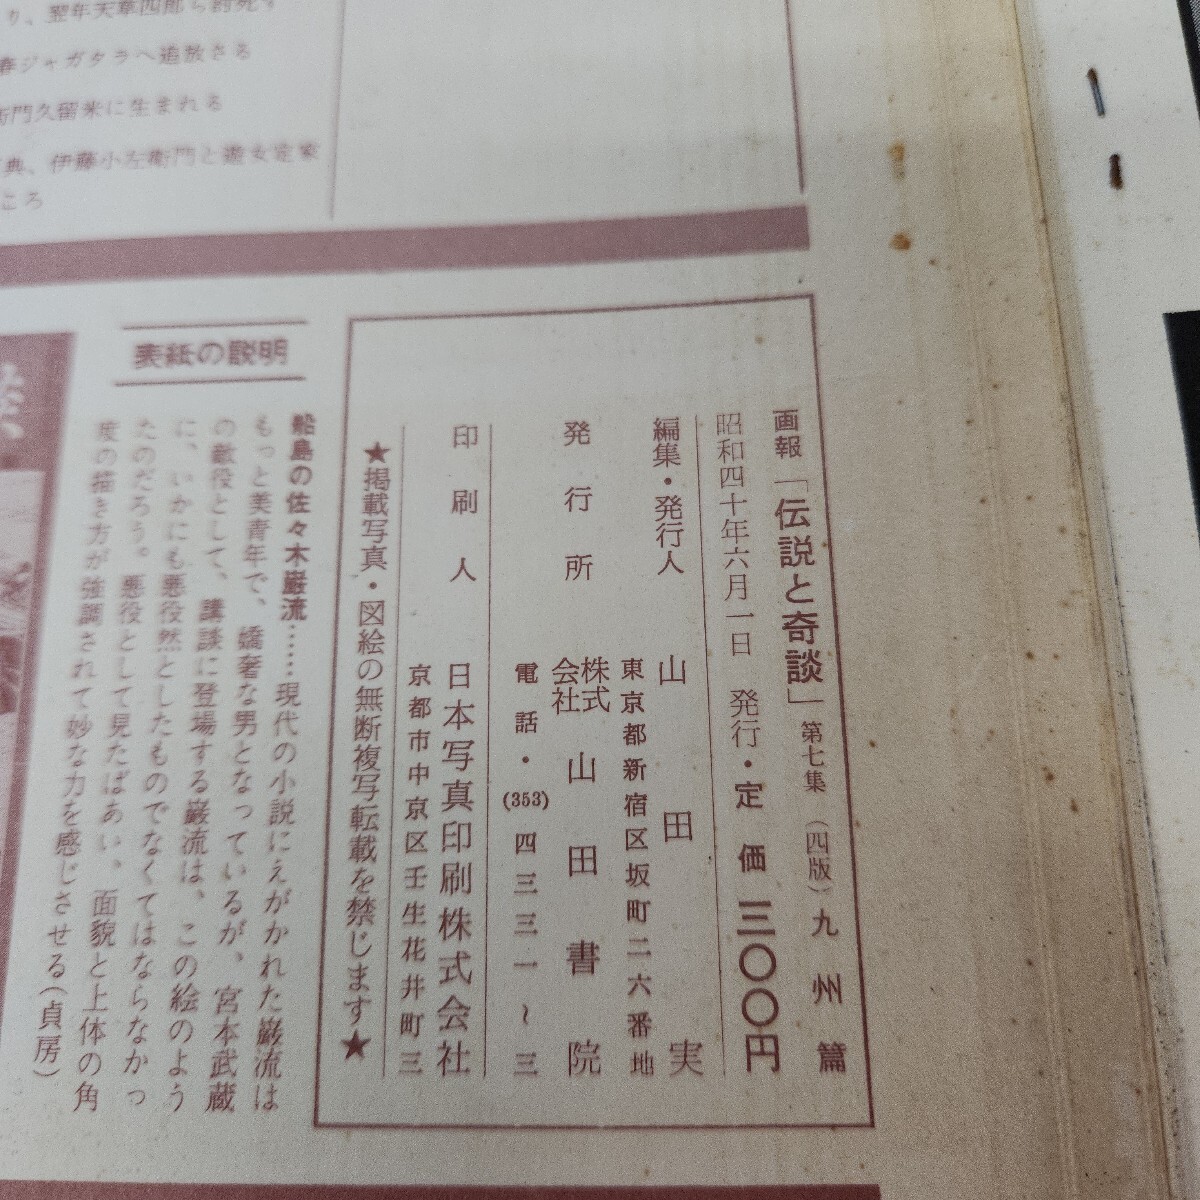 り、翌年天草四郎ら討死す
春ジャガタラへ追放さる
衛門久留米に生まれる
典、伊藤小左衛門と遊女定家
ころ
画報「伝説と奇談」第七集（四版）九州篇
昭和四十年六月一日　発行・定価三〇〇円
編集・発行人　山田　実
東京都新宿区坂町二六番地
発行所　株式会社　山田書院
電話・(353)四三三一～三
印刷人　日本写真印刷株式会社
京都市中京区壬生花井町三
★掲載写真・図絵の無断複写転載を禁じます★
表紙の説明
船島の佐々木巌流……現代の小説にえがかれた巌流は
もっと美青年で、嬌奢な男となっているが、宮本武蔵
の敵役として、講談に登場する巌流は、この絵のよう
に、いかにも悪役然としたものでなくてはならなかっ
たのだろう。悪役として見たばあい、面貌と上体の角
度の描き方が強調されて妙な力を感じさせる(貞房)